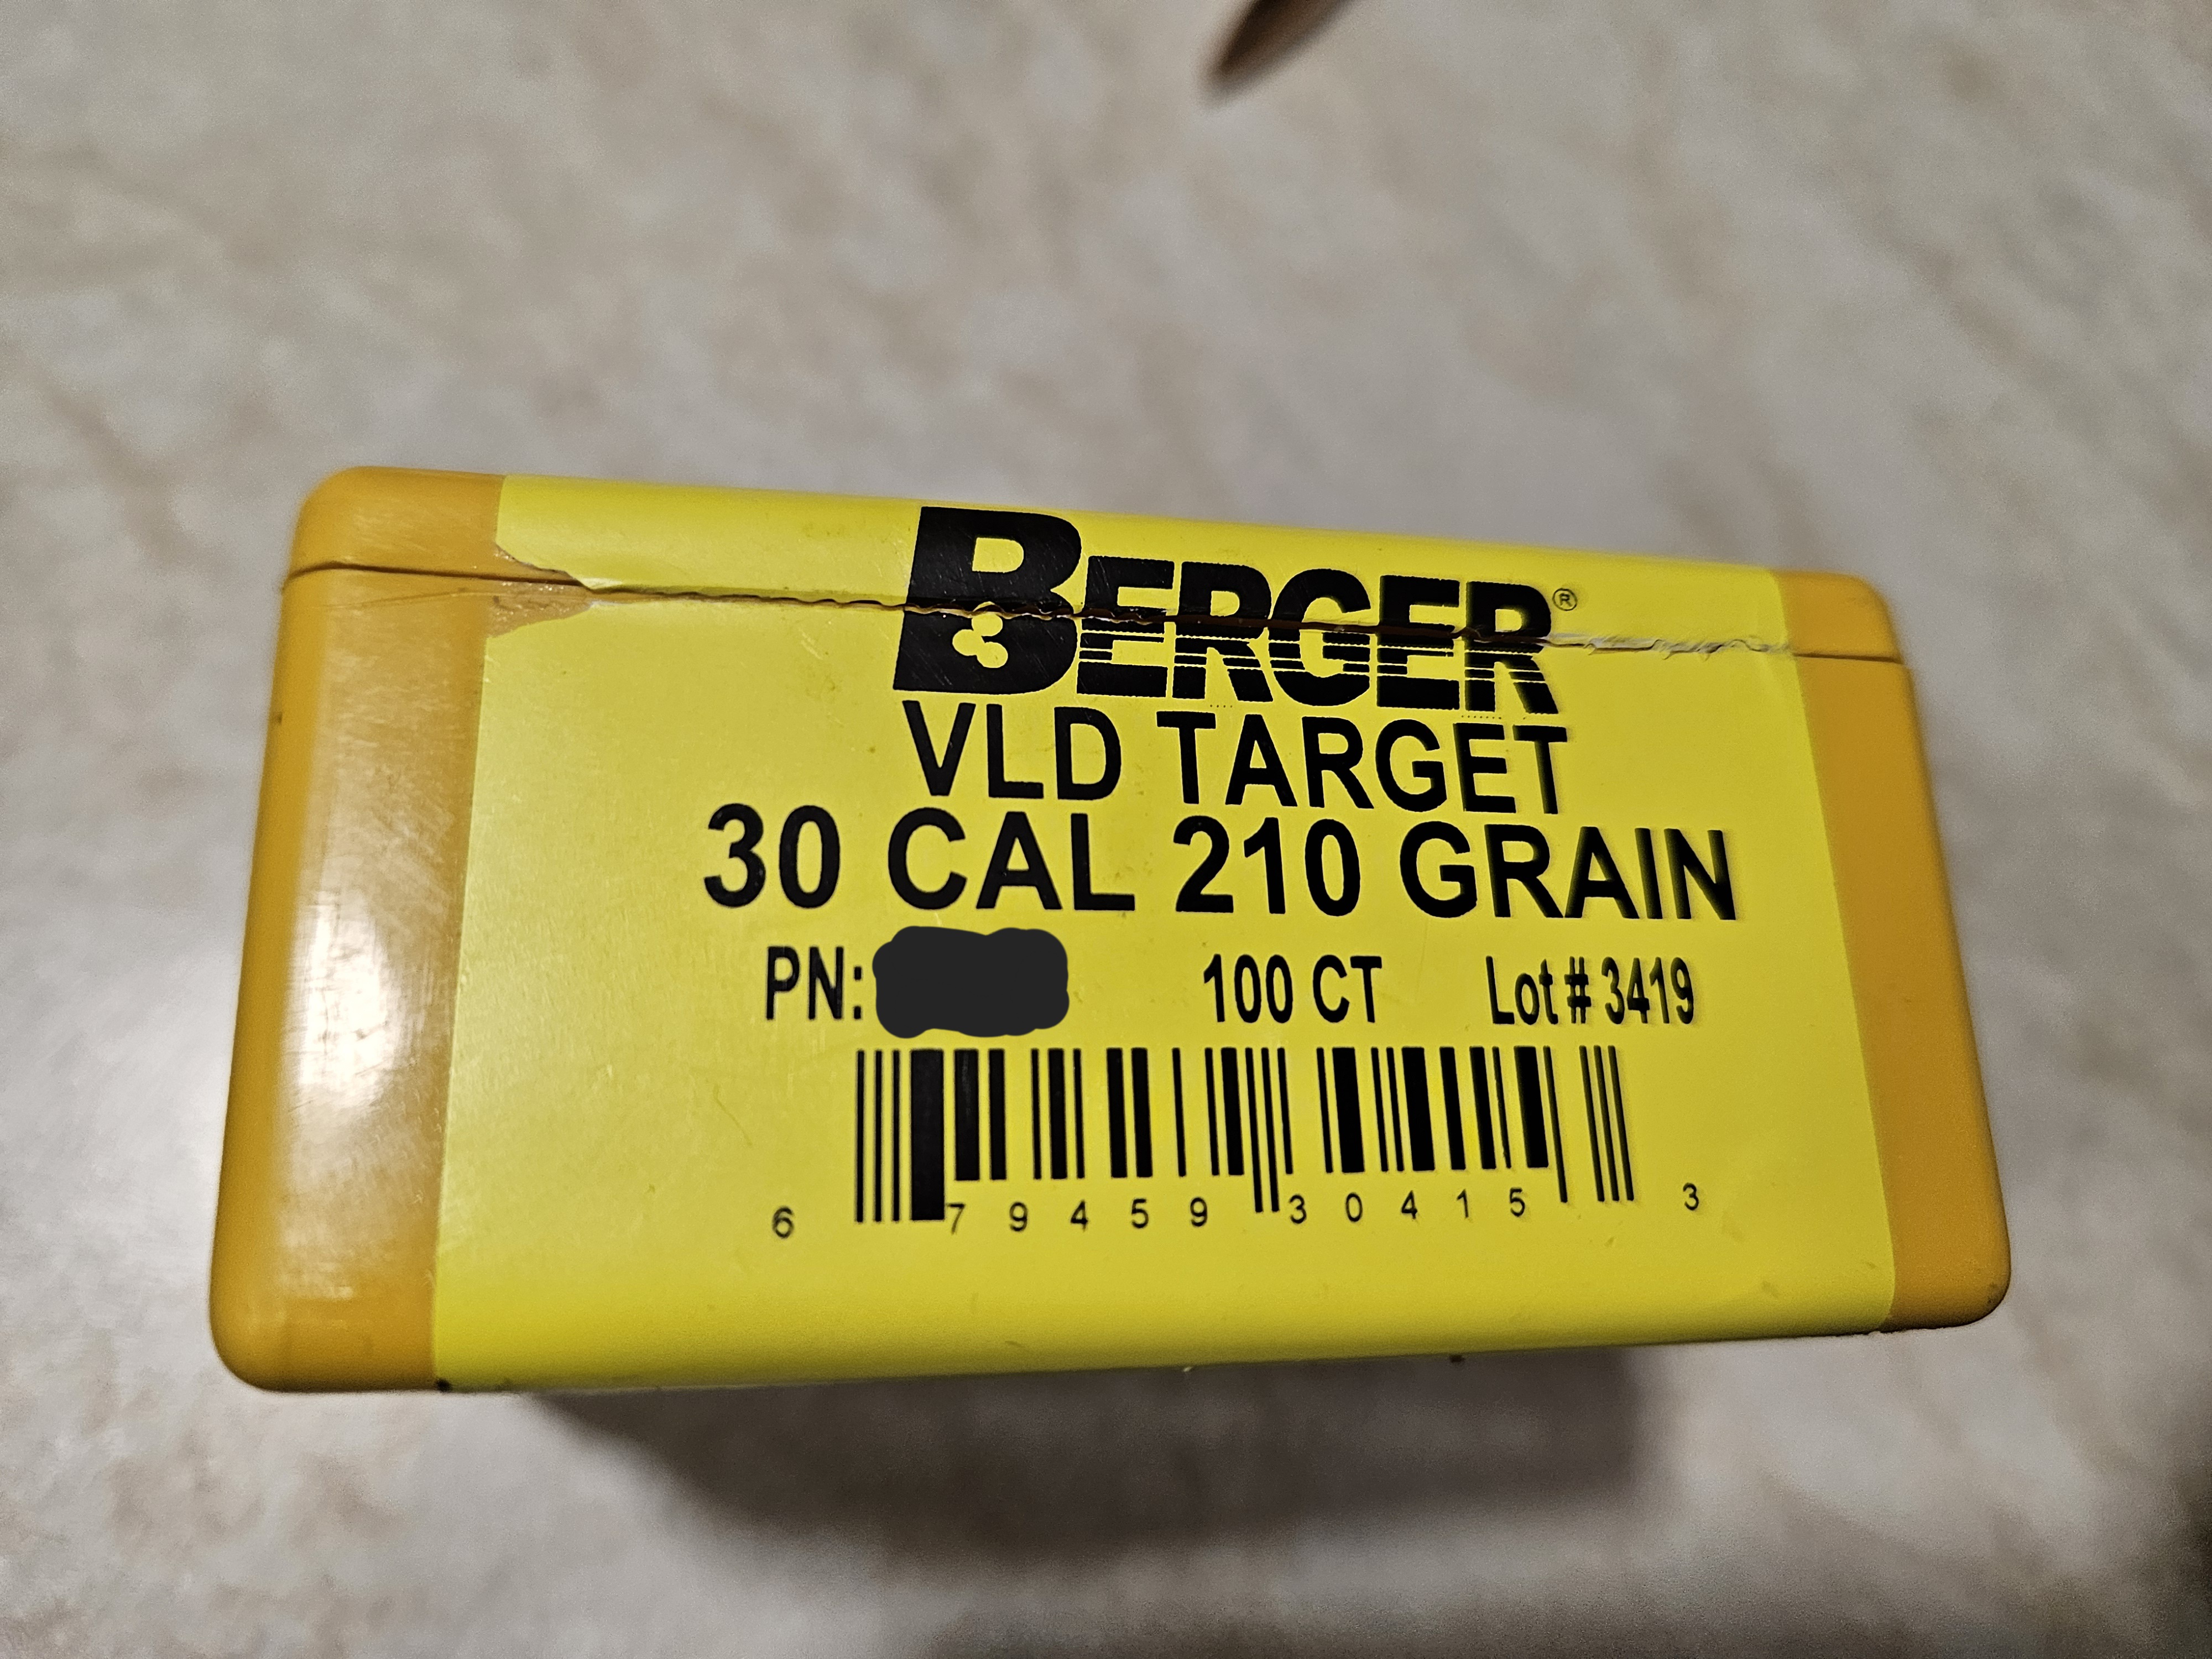 BERGER®
VLD TARGET
30 CAL 210 GRAIN
PN: 100 CT Lot # 3419
6 79459 30415 3